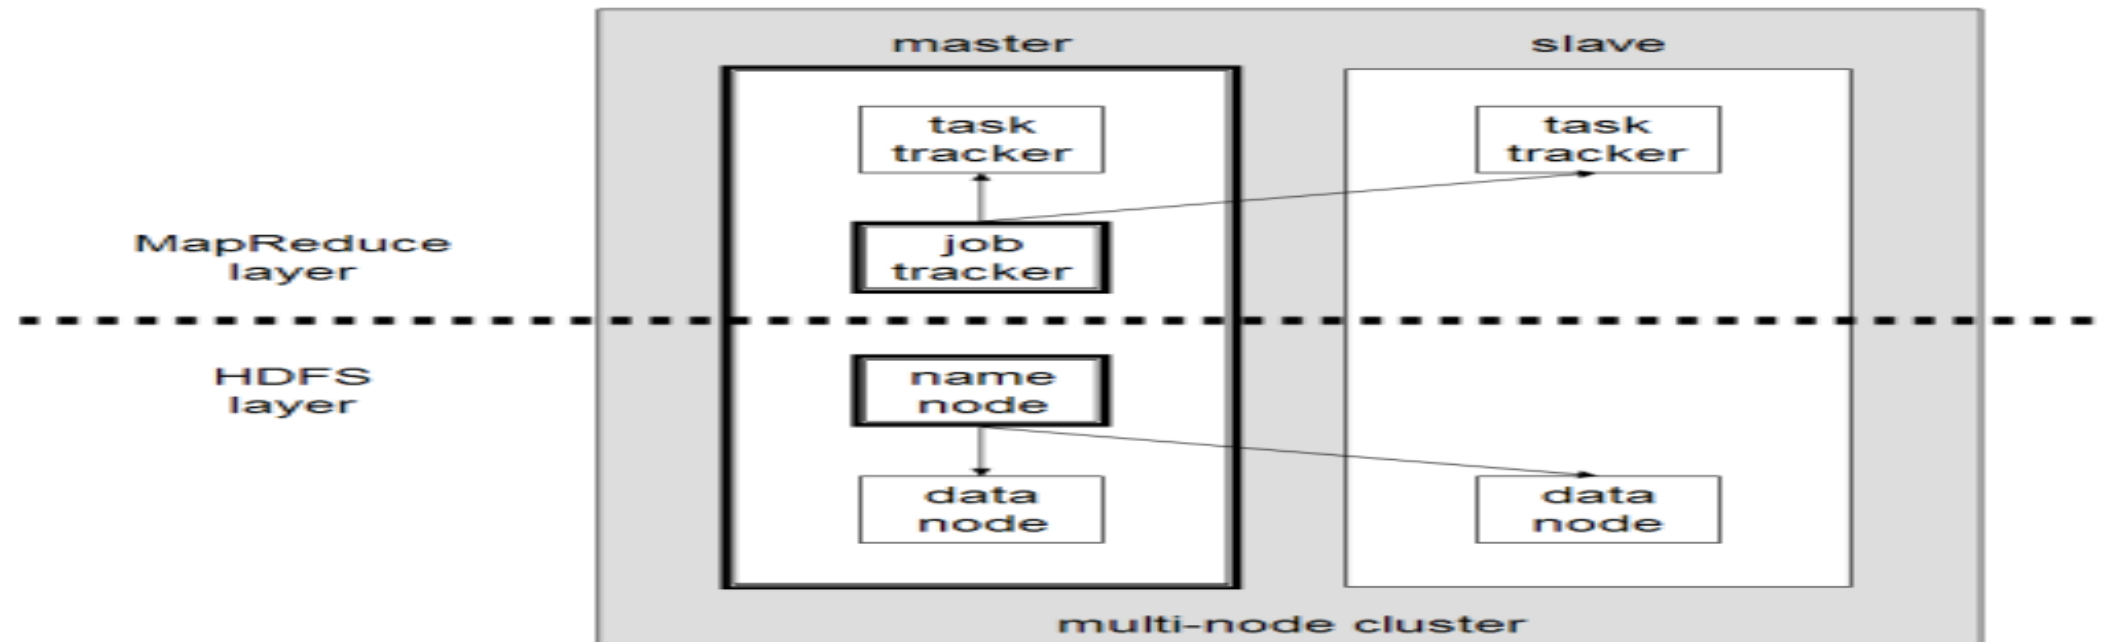 master
slave
task
tracker
task
tracker
MapReduce
layer
job
tracker
HDFS
layer
name
node
data
node
data
node
multi-node cluster